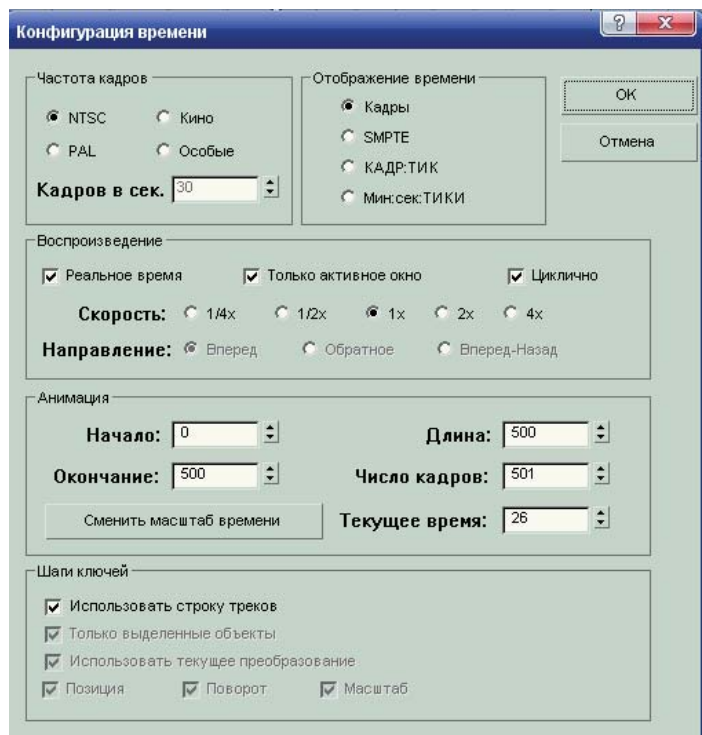 Конфигурация времени
Частота кадров
NTSC Кино
PAL Особые
Кадров в сек. 30
Отображение времени
Кадры
SMPTE
КАДР:ТИК
Мин:сек:ТИКИ
OK
Отмена
Воспроизведение
Реальное время Только активное окно Циклично
Скорость: 1/4x 1/2x 1x 2x 4x
Направление: Вперед Обратное Вперед-Назад
Анимация
Начало: 0 Длина: 500
Окончание: 500 Число кадров: 501
Сменить масштаб времени Текущее время: 26
Шаги ключей
Использовать строку треков
Только выделенные объекты
Использовать текущее преобразование
Позиция Поворот Масштаб